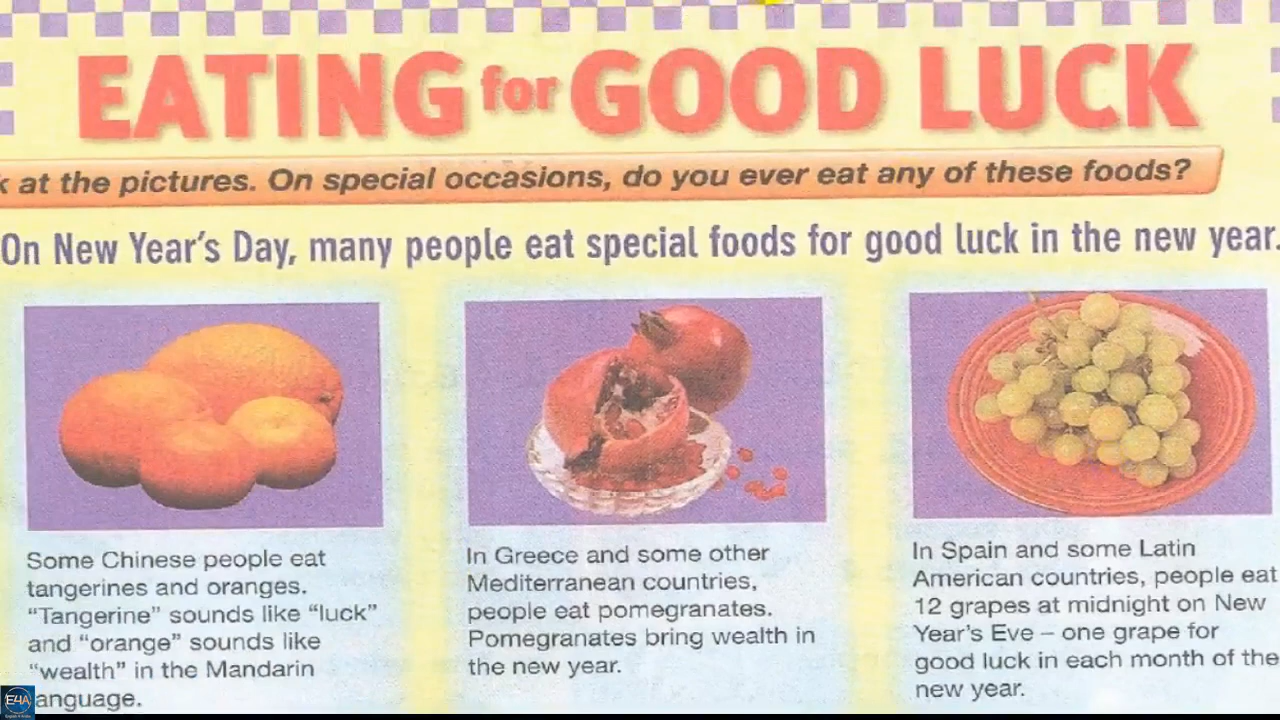 EATING for GOOD LUCK
at the pictures. On special occasions, do you ever eat any of these foods?
On New Year's Day, many people eat special foods for good luck in the new year.
Some Chinese people eat
tangerines and oranges.
“Tangerine” sounds like “luck”
and “orange” sounds like
“wealth” in the Mandarin
anguage.
In Greece and some other
Mediterranean countries,
people eat pomegranates.
Pomegranates bring wealth in
the new year.
In Spain and some Latin
American countries, people eat
12 grapes at midnight on New
Year's Eve – one grape for
good luck in each month of the
new year.
E4A